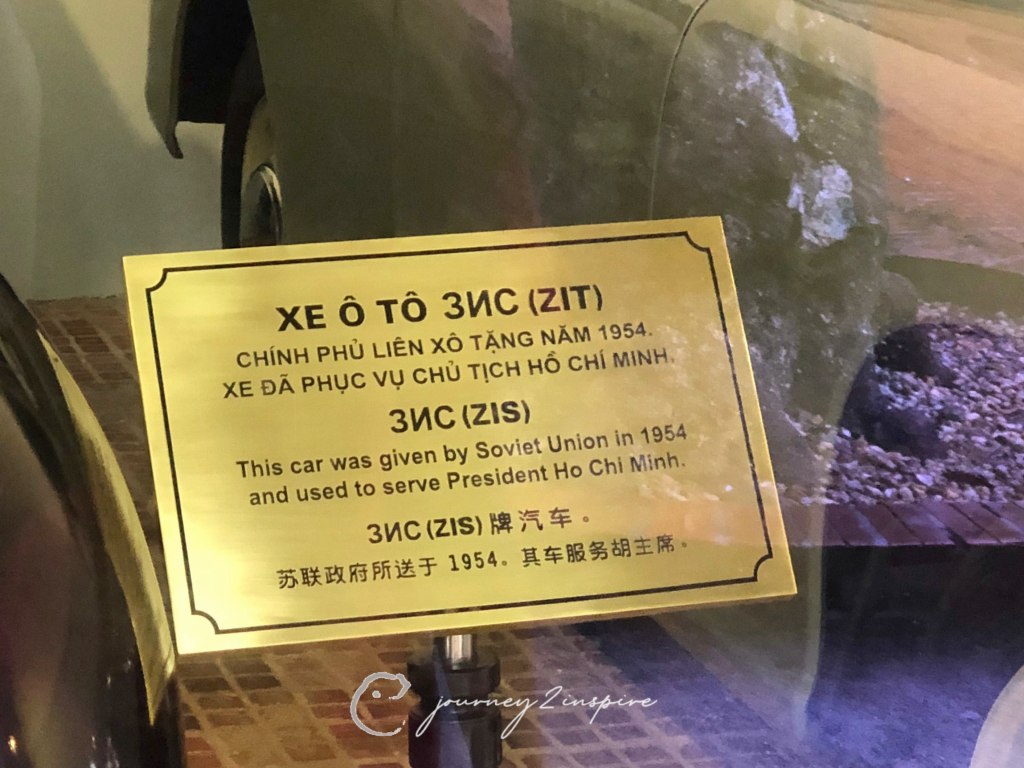 XE Ô TÔ ЗИС (ZIT)
CHÍNH PHỦ LIÊN XÔ TẶNG NĂM 1954.
XE ĐÃ PHỤC VỤ CHỦ TỊCH HỒ CHÍ MINH.
ЗИС (ZIS)
This car was given by Soviet Union in 1954
and used to serve President Ho Chi Minh.
ЗИС (ZIS) 牌汽车。
苏联政府所送于 1954。其车服务胡主席。
journey2inspire